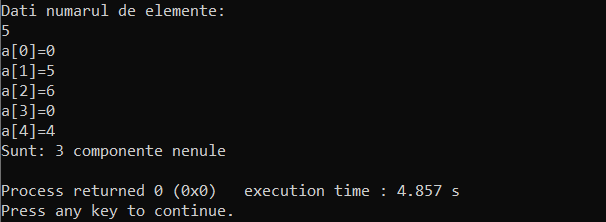 Dati numarul de elemente:
5
a[0]=0
a[1]=5
a[2]=6
a[3]=0
a[4]=4
Sunt: 3 componente nenule
Process returned 0 (0x0)   execution time : 4.857 s
Press any key to continue.